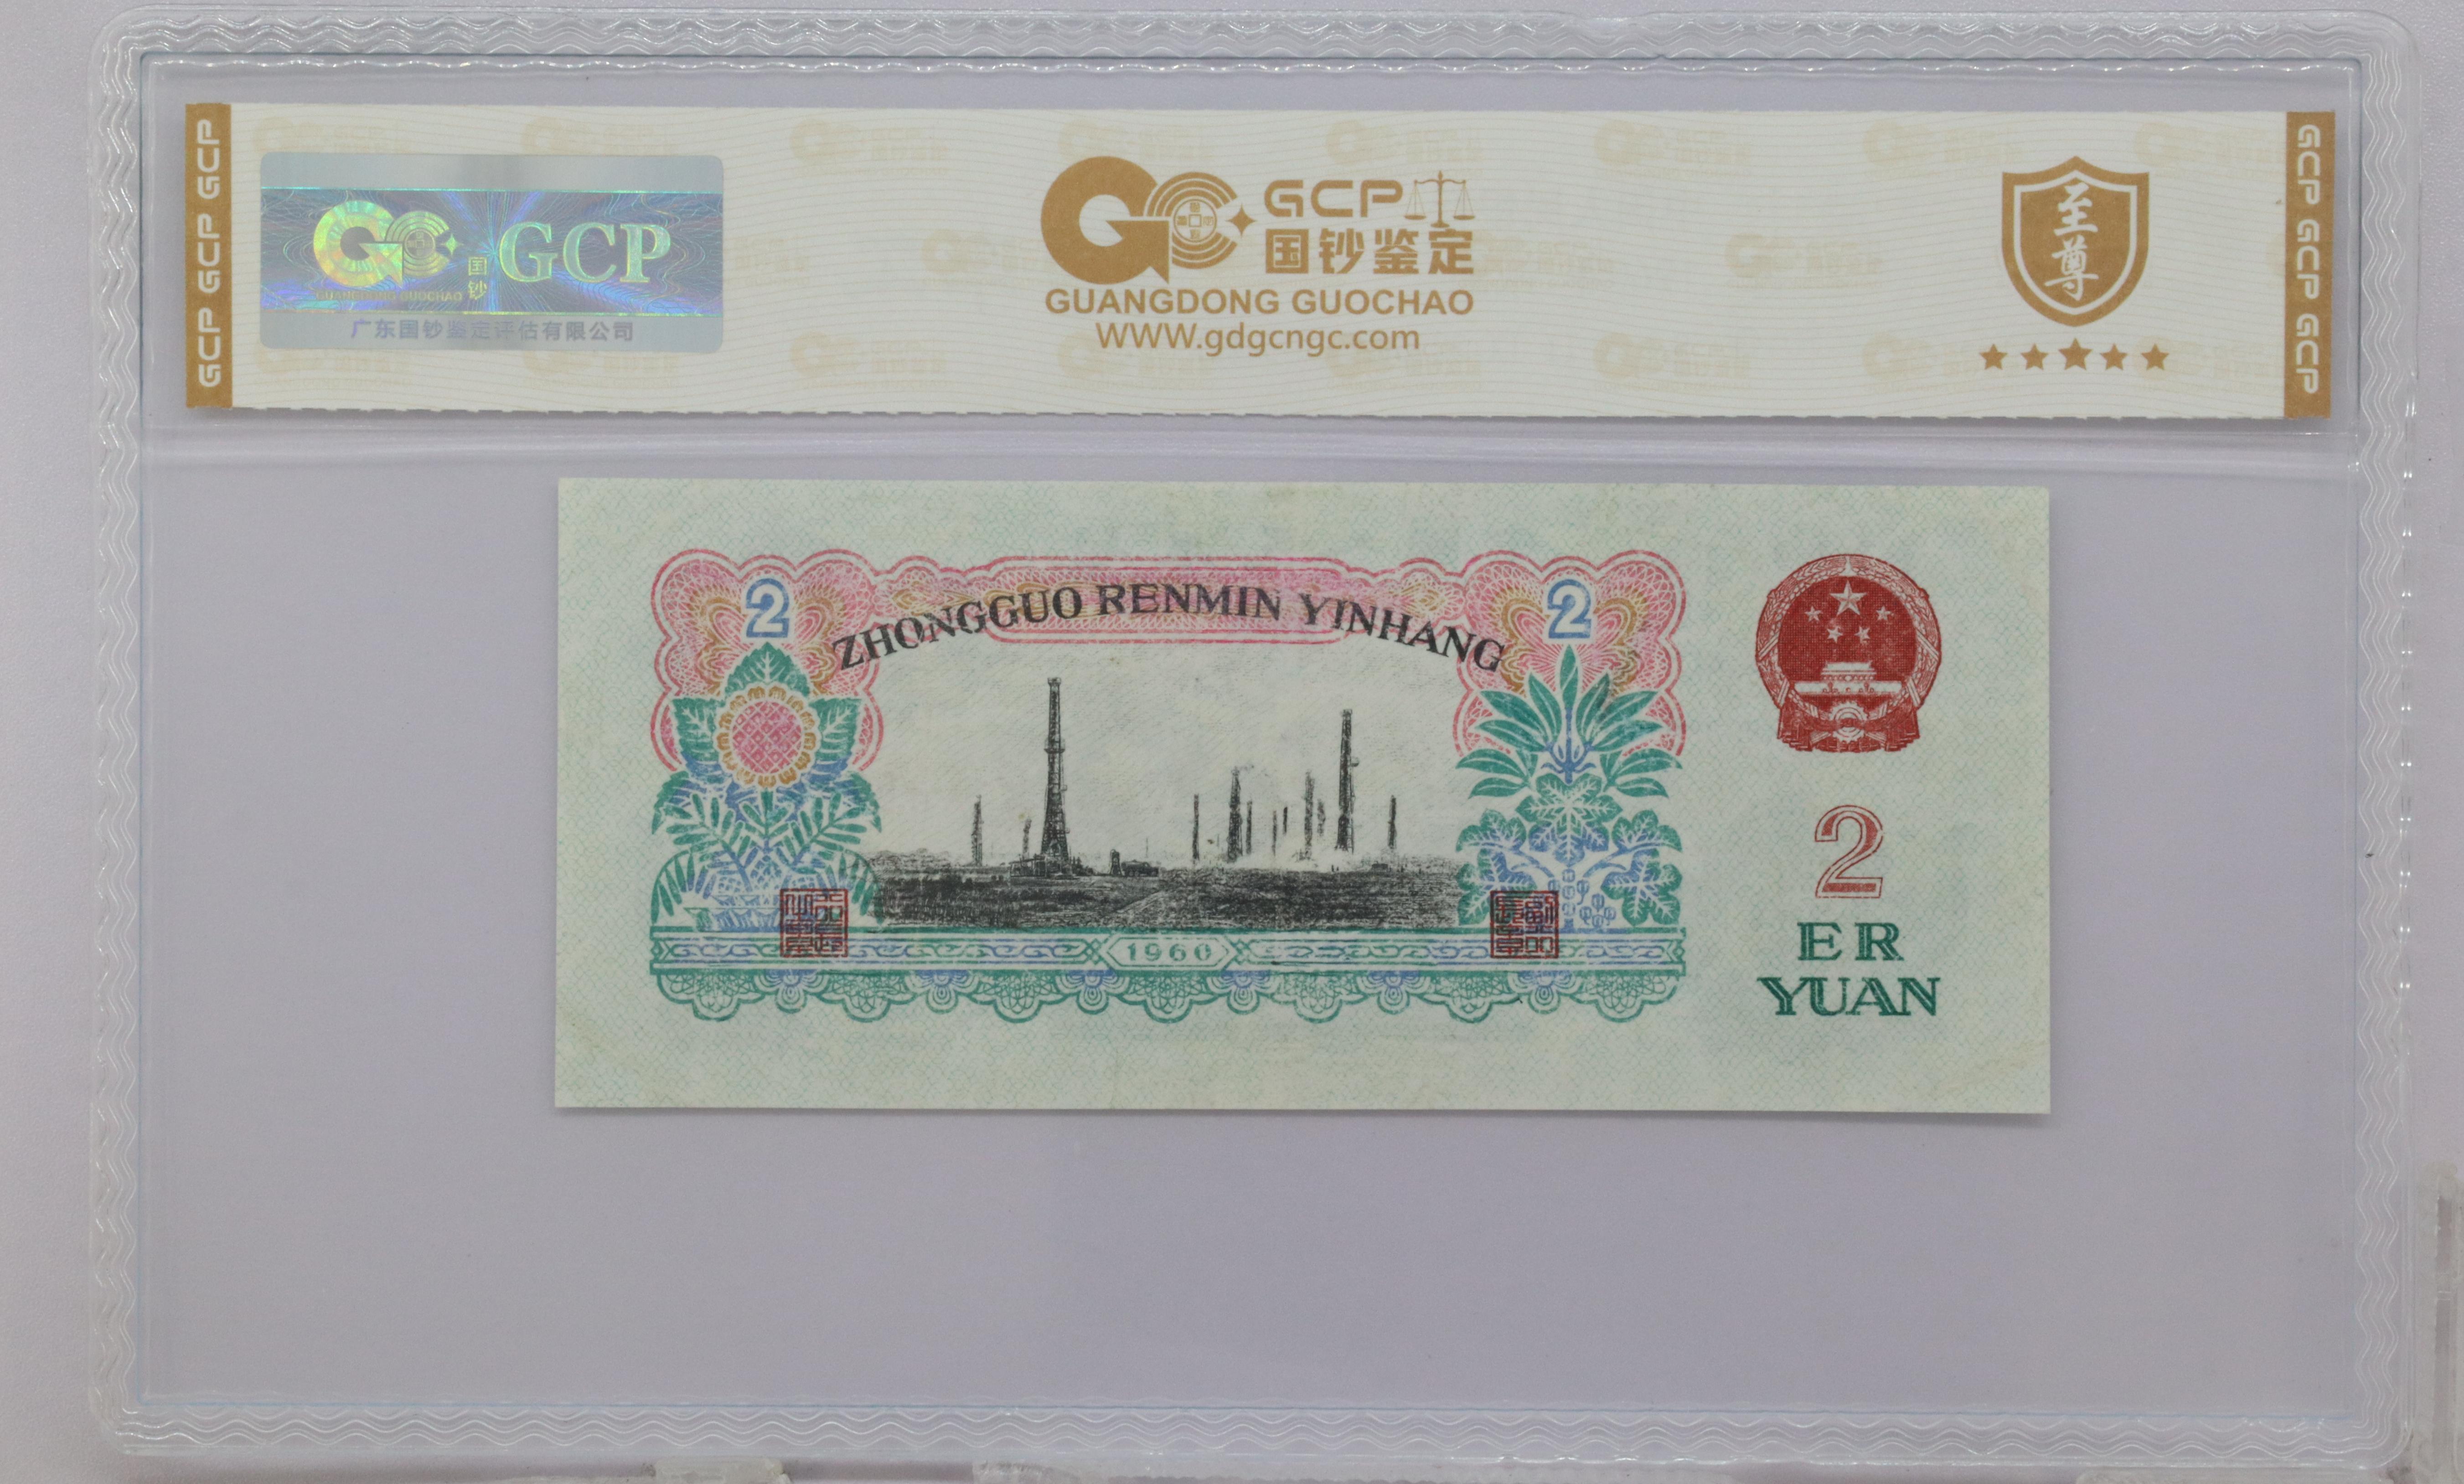 GCP GCP GCP
国钞 GCP
GUANGDONG GUOCHAO
广东国钞鉴定评估有限公司
GCP
国钞鉴定
GUANGDONG GUOCHAO
WWW.gdgcngc.com
至尊
GCP GCP GCP
2
ZHONGGUO RENMIN YINHANG
2
1960
2
ER
YUAN